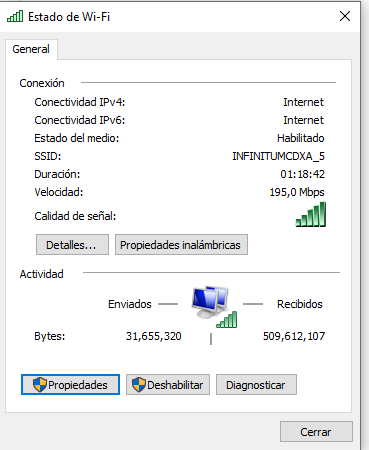 Estado de Wi-Fi
General
Conexión
Conectividad IPv4: Internet
Conectividad IPv6: Internet
Estado del medio: Habilitado
SSID: INFINITUMCDXA_5
Duración: 01:18:42
Velocidad: 195,0 Mbps
Calidad de señal:
Detalles... Propiedades inalámbricas
Actividad
Enviados Recibidos
Bytes: 31,655,320 509,612,107
Propiedades Deshabilitar Diagnosticar
Cerrar